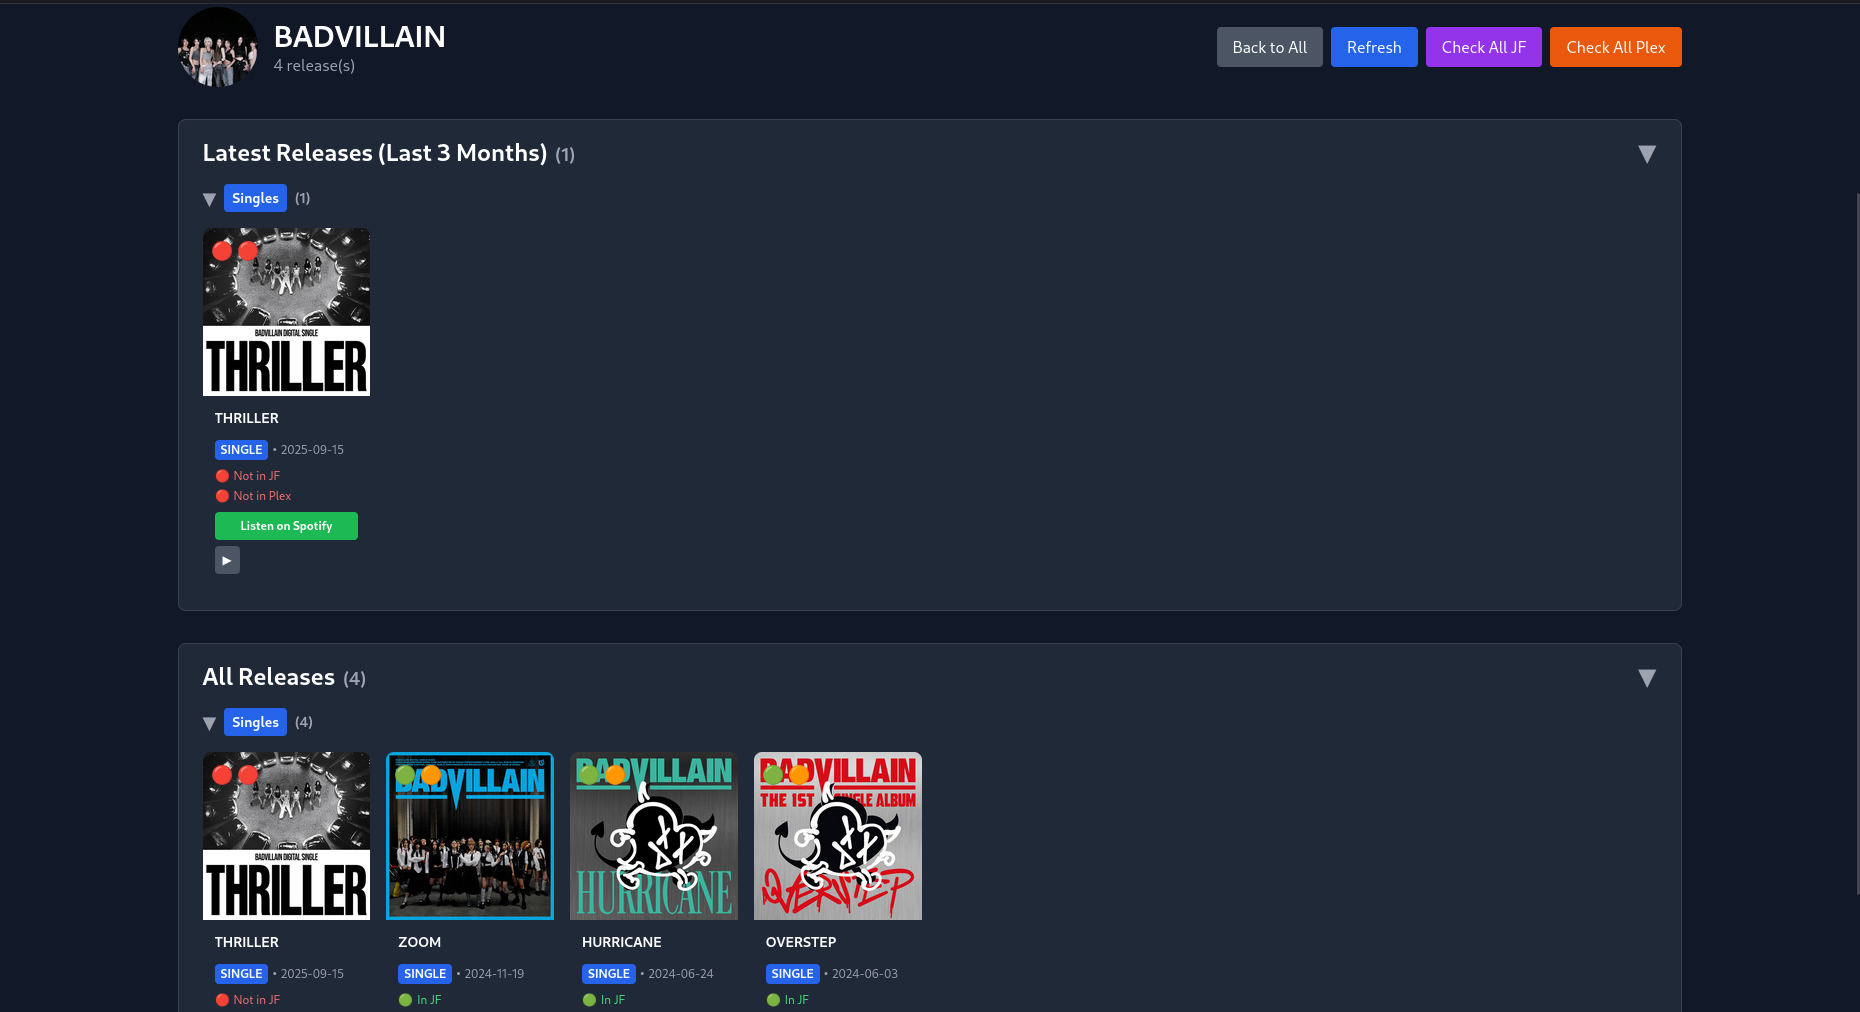 BADVILLAIN
4 release(s)
Back to All
Refresh
Check All JF
Check All Plex
Latest Releases (Last 3 Months) (1)
▼ Singles (1)
BADVILLAIN DIGITAL SINGLE
THRILLER
THRILLER
SINGLE • 2025-09-15
Not in JF
Not in Plex
Listen on Spotify
All Releases (4)
▼ Singles (4)
BADVILLAIN DIGITAL SINGLE
THRILLER
THRILLER
SINGLE • 2025-09-15
Not in JF
BADVILLAIN
ZOOM
SINGLE • 2024-11-19
In JF
BADVILLAIN
HURRICANE
HURRICANE
SINGLE • 2024-06-24
In JF
BADVILLAIN
THE 1ST SINGLE ALBUM
OVERSTEP
OVERSTEP
SINGLE • 2024-06-03
In JF